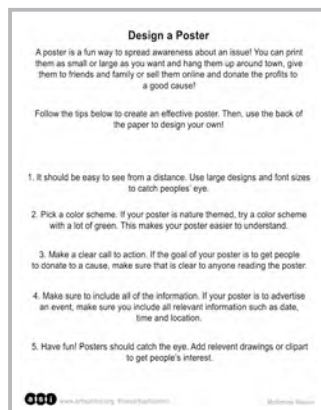 Design a Poster
A poster is a fun way to spread awareness about an issue! You can print
them as small or large as you want and hang them up around town, give
them to friends and family or sell them online and donate the profits to
a good cause!
Follow the tips below to create an effective poster. Then, use the back of
the paper to design your own!
1. It should be easy to see from a distance. Use large designs and font sizes
to catch peoples' eye.
2. Pick a color scheme. If your poster is nature themed, try a color scheme
with a lot of green. This makes your poster easier to understand.
3. Make a clear call to action. If the goal of your poster is to get people
to donate to a cause, make sure that is clear to anyone reading the poster.
4. Make sure to include all of the information. If your poster is to advertise
an event, make sure you include all relevant information such as date,
time and location.
5. Have fun! Posters should catch the eye. Add relevent drawings or clipart
to get people's interest.